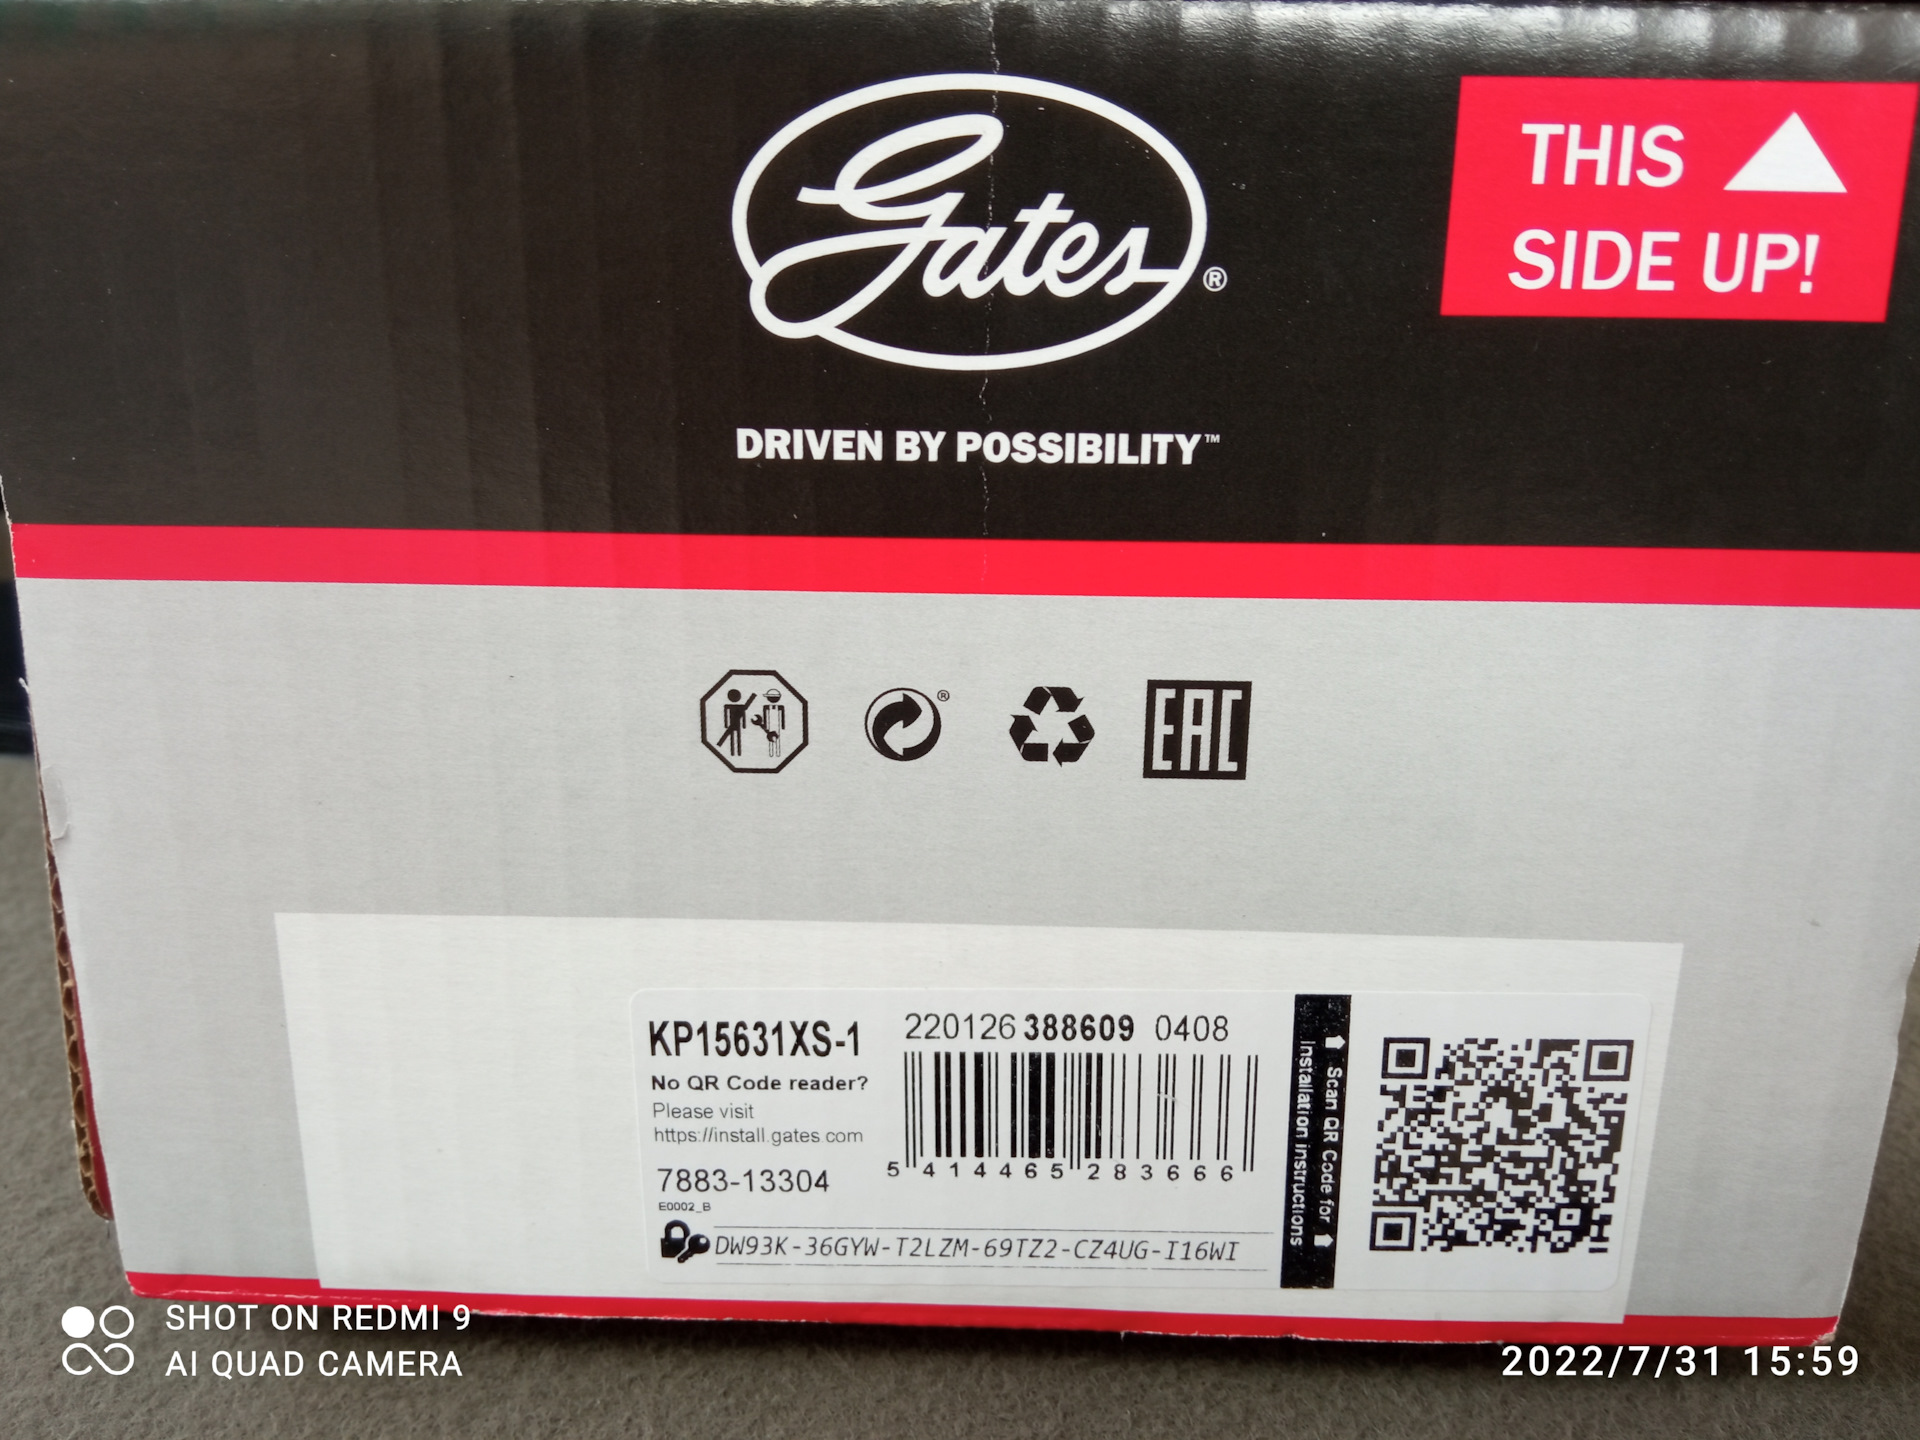 Gates®
THIS
SIDE UP!
DRIVEN BY POSSIBILITY™
®
EAC
KP15631XS-1
220126 388609 0408
No QR Code reader?
Please visit
https://install.gates.com
5 414465 283666
7883-13304
E0002_B
DW93K-36GYW-T2LZM-69TZ2-CZ4UG-I16WI
Scan QR Code for
installation instructions
SHOT ON REDMI 9
AI QUAD CAMERA
2022/7/31 15:59